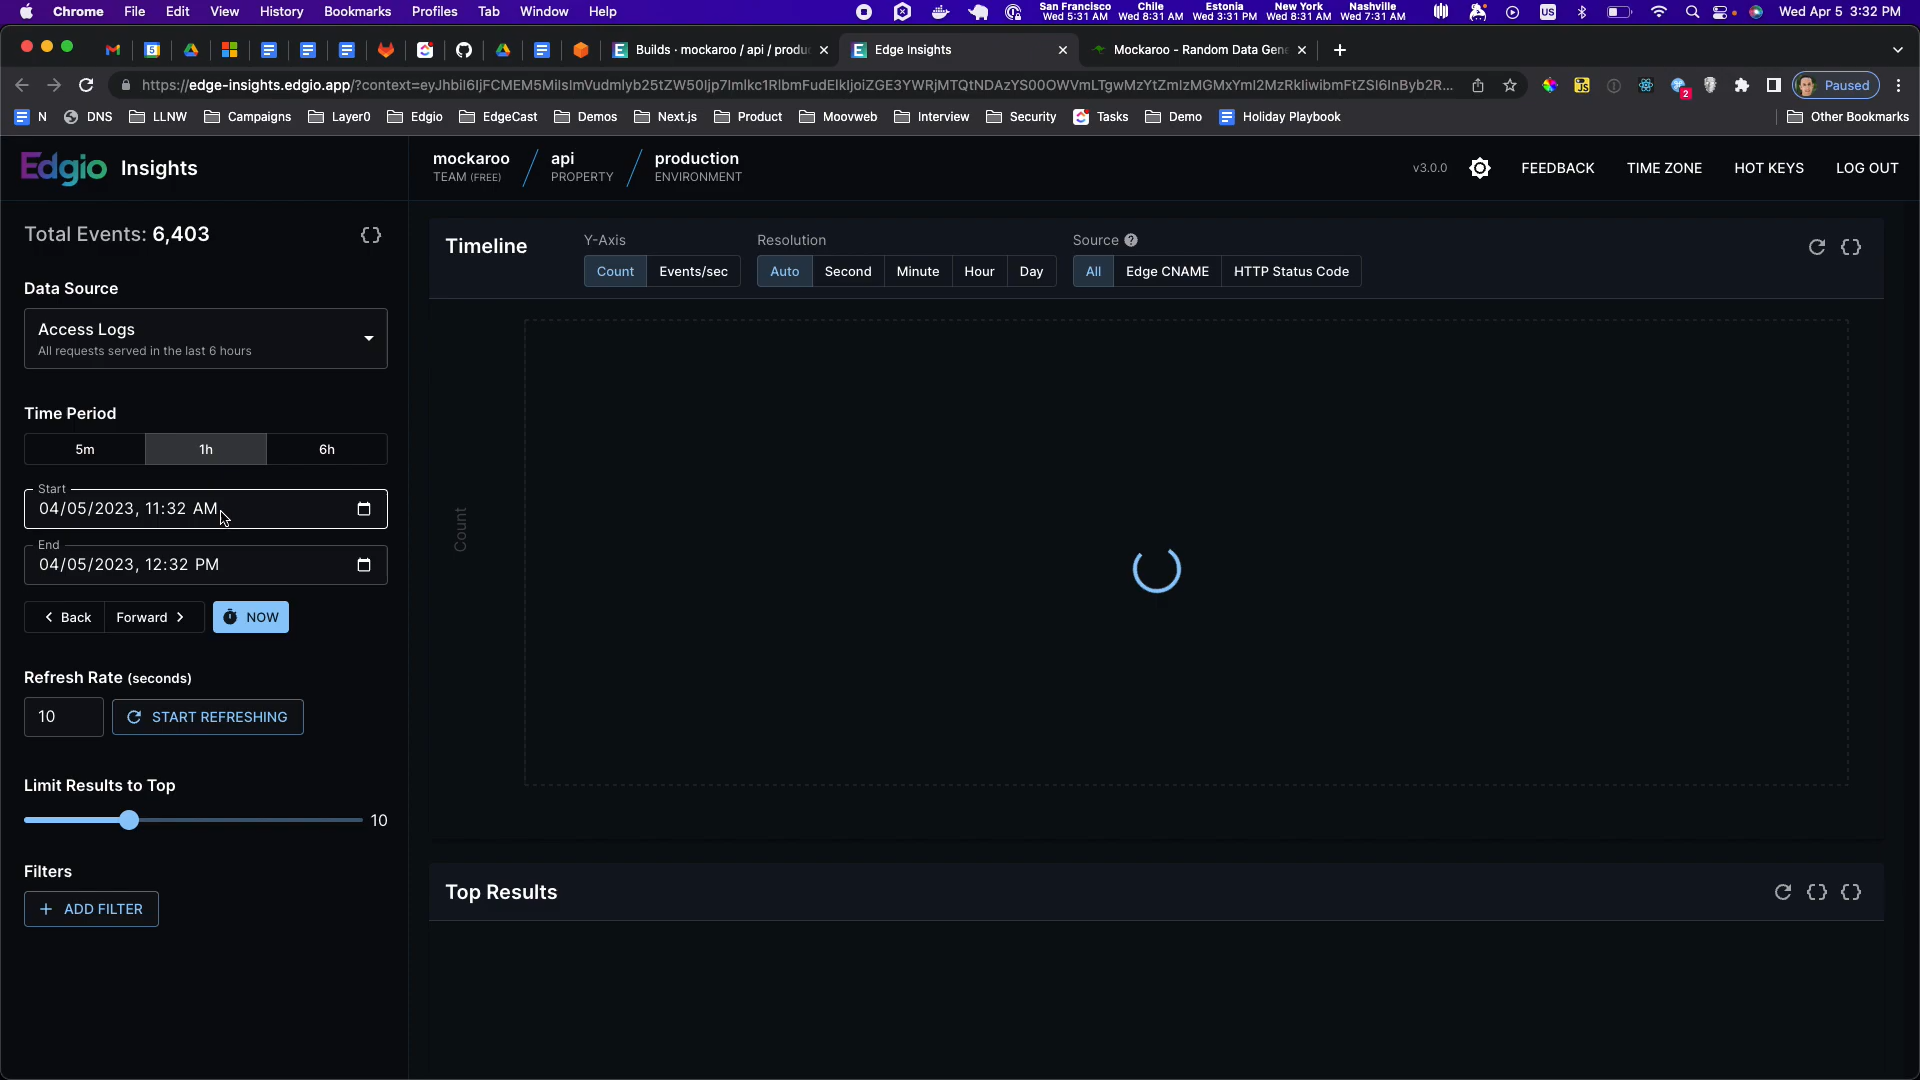 Chrome File Edit View History Bookmarks Profiles Tab Window Help
San Francisco Chile Estonia New York Nashville
Wed 5:31 AM Wed 8:31 AM Wed 3:31 PM Wed 8:31 AM Wed 7:31 AM
US
Wed Apr 5 3:32 PM
Builds · mockaroo / api / produc
Edge Insights
Mockaroo - Random Data Gene
https://edge-insights.edgio.app/?context=
Paused
2
N DNS LLNW Campaigns Layer0 Edgio EdgeCast Demos Next.js Product Moovweb Interview Security Tasks Demo Holiday Playbook Other Bookmarks
Edgio Insights
mockaroo / api / production
TEAM (FREE) PROPERTY ENVIRONMENT
v3.0.0 FEEDBACK TIME ZONE HOT KEYS LOG OUT
Total Events: 6,403 {}
Data Source
Access Logs
All requests served in the last 6 hours
Time Period
5m 1h 6h
Start
04/05/2023, 11:32 AM
End
04/05/2023, 12:32 PM
Back Forward NOW
Refresh Rate (seconds)
10 START REFRESHING
Limit Results to Top
10
Filters
+ ADD FILTER
Timeline
Y-Axis
Count Events/sec
Resolution
Auto Second Minute Hour Day
Source ?
All Edge CNAME HTTP Status Code
{}
Count
Top Results
{} {}